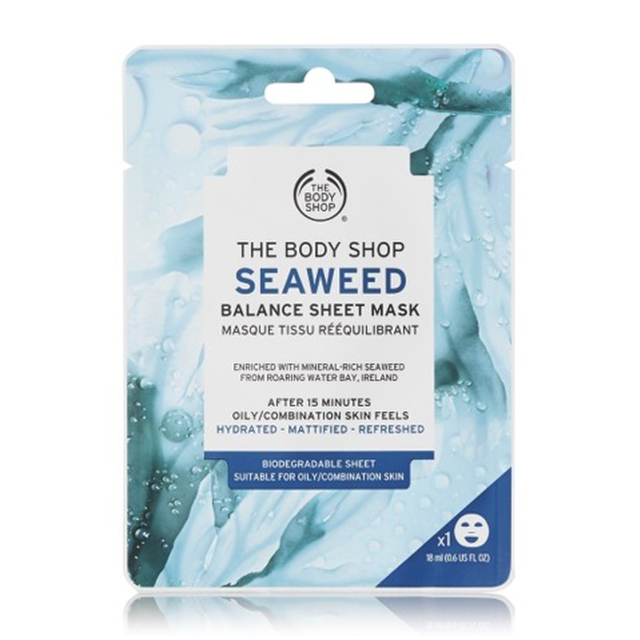 THE
BODY
SHOP
®
THE BODY SHOP
SEAWEED
BALANCE SHEET MASK
MASQUE TISSU RÉÉQUILIBRANT
ENRICHED WITH MINERAL-RICH SEAWEED
FROM ROARING WATER BAY, IRELAND
AFTER 15 MINUTES
OILY/COMBINATION SKIN FEELS
HYDRATED - MATTIFIED - REFRESHED
BIODEGRADABLE SHEET
SUITABLE FOR OILY/COMBINATION SKIN
x1
18 ml (0.6 US FL OZ)